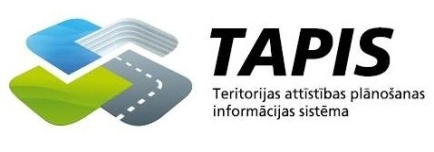 TAPIS
Teritorijas attīstības plānošanas
informācijas sistēma